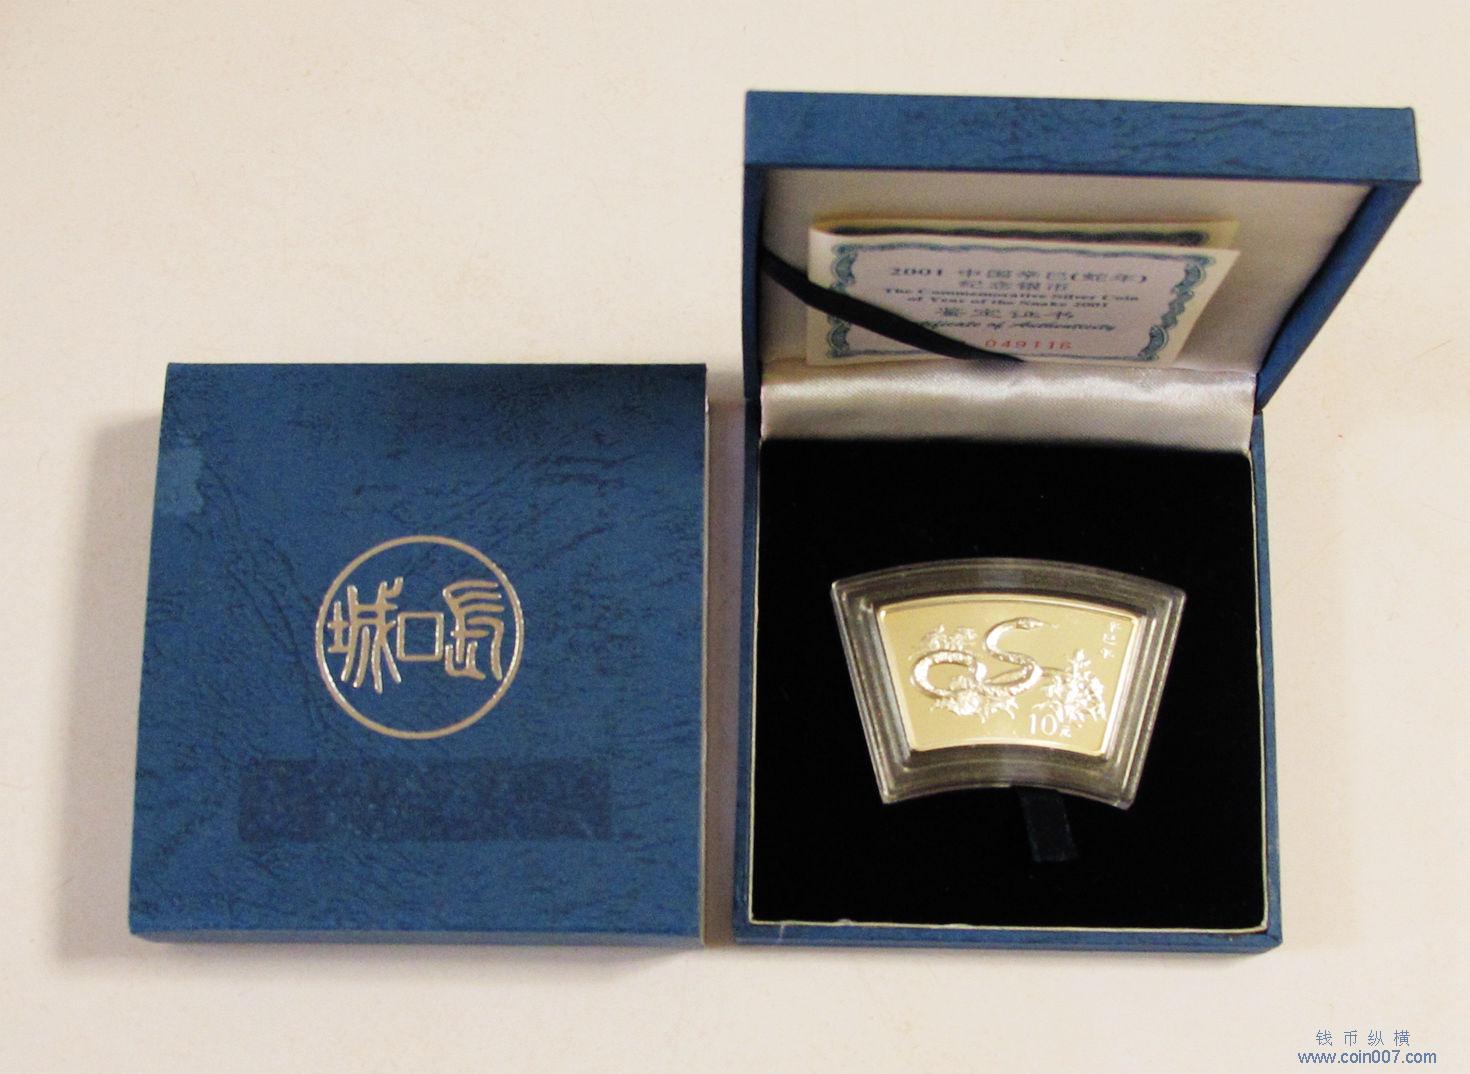 長城
2001 中国辛巳(蛇年)
纪念银币
The Commemorative Silver Coin
of Year of the Snake 2001
鉴定证书
Certificate of Authenticity
049116
10元
钱币纵横
www.coin007.com